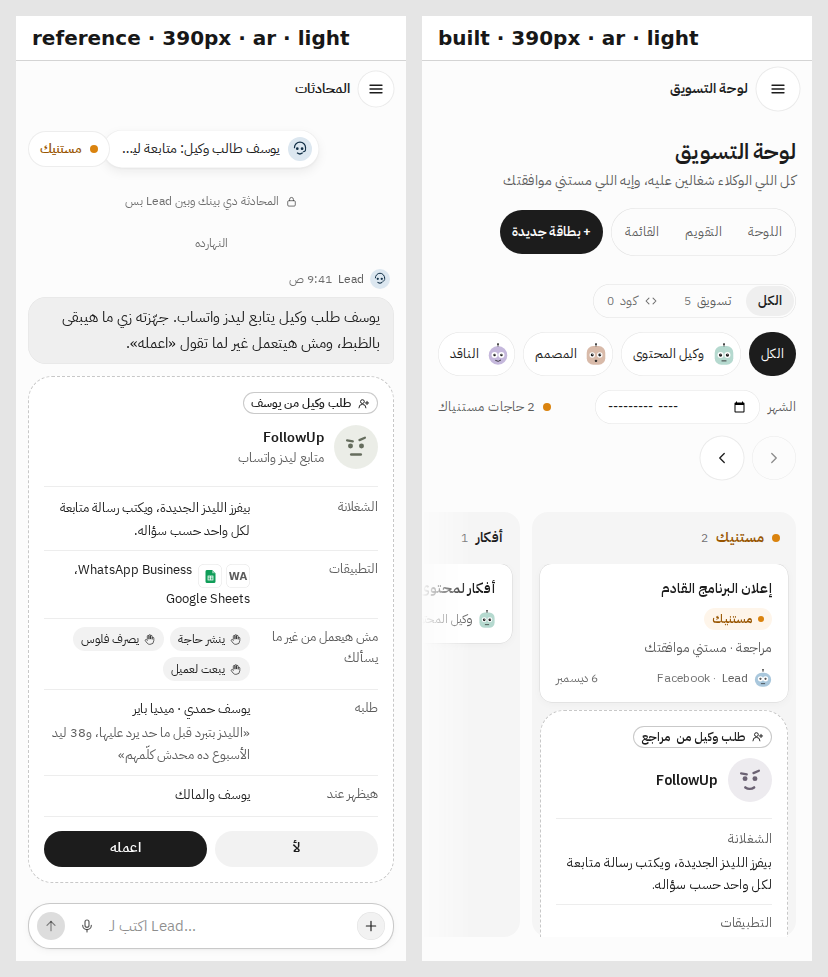 reference · 390px · ar · light
المحادثات
يوسف طالب وكيل: متابعة ليـ...
مستنيك
المحادثة دي بينك وبين Lead بس
النهارده
Lead 9:41 ص
يوسف طلب وكيل يتابع ليدز واتساب. جهّزته زي ما هيبقى
بالظبط، ومش هيتعمل غير لما تقول «اعمله».
طلب وكيل من يوسف
FollowUp
متابع ليدز واتساب
الشغلانة
بيفرز الليدز الجديدة، ويكتب رسالة متابعة
لكل واحد حسب سؤاله.
التطبيقات
WA WhatsApp Business،
Google Sheets
مش هيعمل من غير ما
يسألك
ينشر حاجة
يصرف فلوس
يبعت لعميل
طلبه
يوسف حمدي · ميديا باير
«الليدز بتبرد قبل ما حد يرد عليها، و38 ليد
الأسبوع ده محدش كلّمهم»
هيظهر عند
يوسف والمالك
لأ
اعمله
اكتب لـ Lead...
built · 390px · ar · light
لوحة التسويق
لوحة التسويق
كل اللي الوكلاء شغالين عليه، وإيه اللي مستني موافقتك
اللوحة
التقويم
القائمة
+ بطاقة جديدة
الكل
تسويق 5
كود 0
الكل
وكيل المحتوى
المصمم
الناقد
الشهر
--------- ----
2 حاجات مستنياك
مستنيك 2
إعلان البرنامج القادم
مستنيك
مراجعة · مستني موافقتك
Lead · Facebook
6 ديسمبر
طلب وكيل من مراجع
FollowUp
الشغلانة
بيفرز الليدز الجديدة، ويكتب رسالة متابعة
لكل واحد حسب سؤاله.
التطبيقات
أفكار 1
أفكار لمحتوى
وكيل